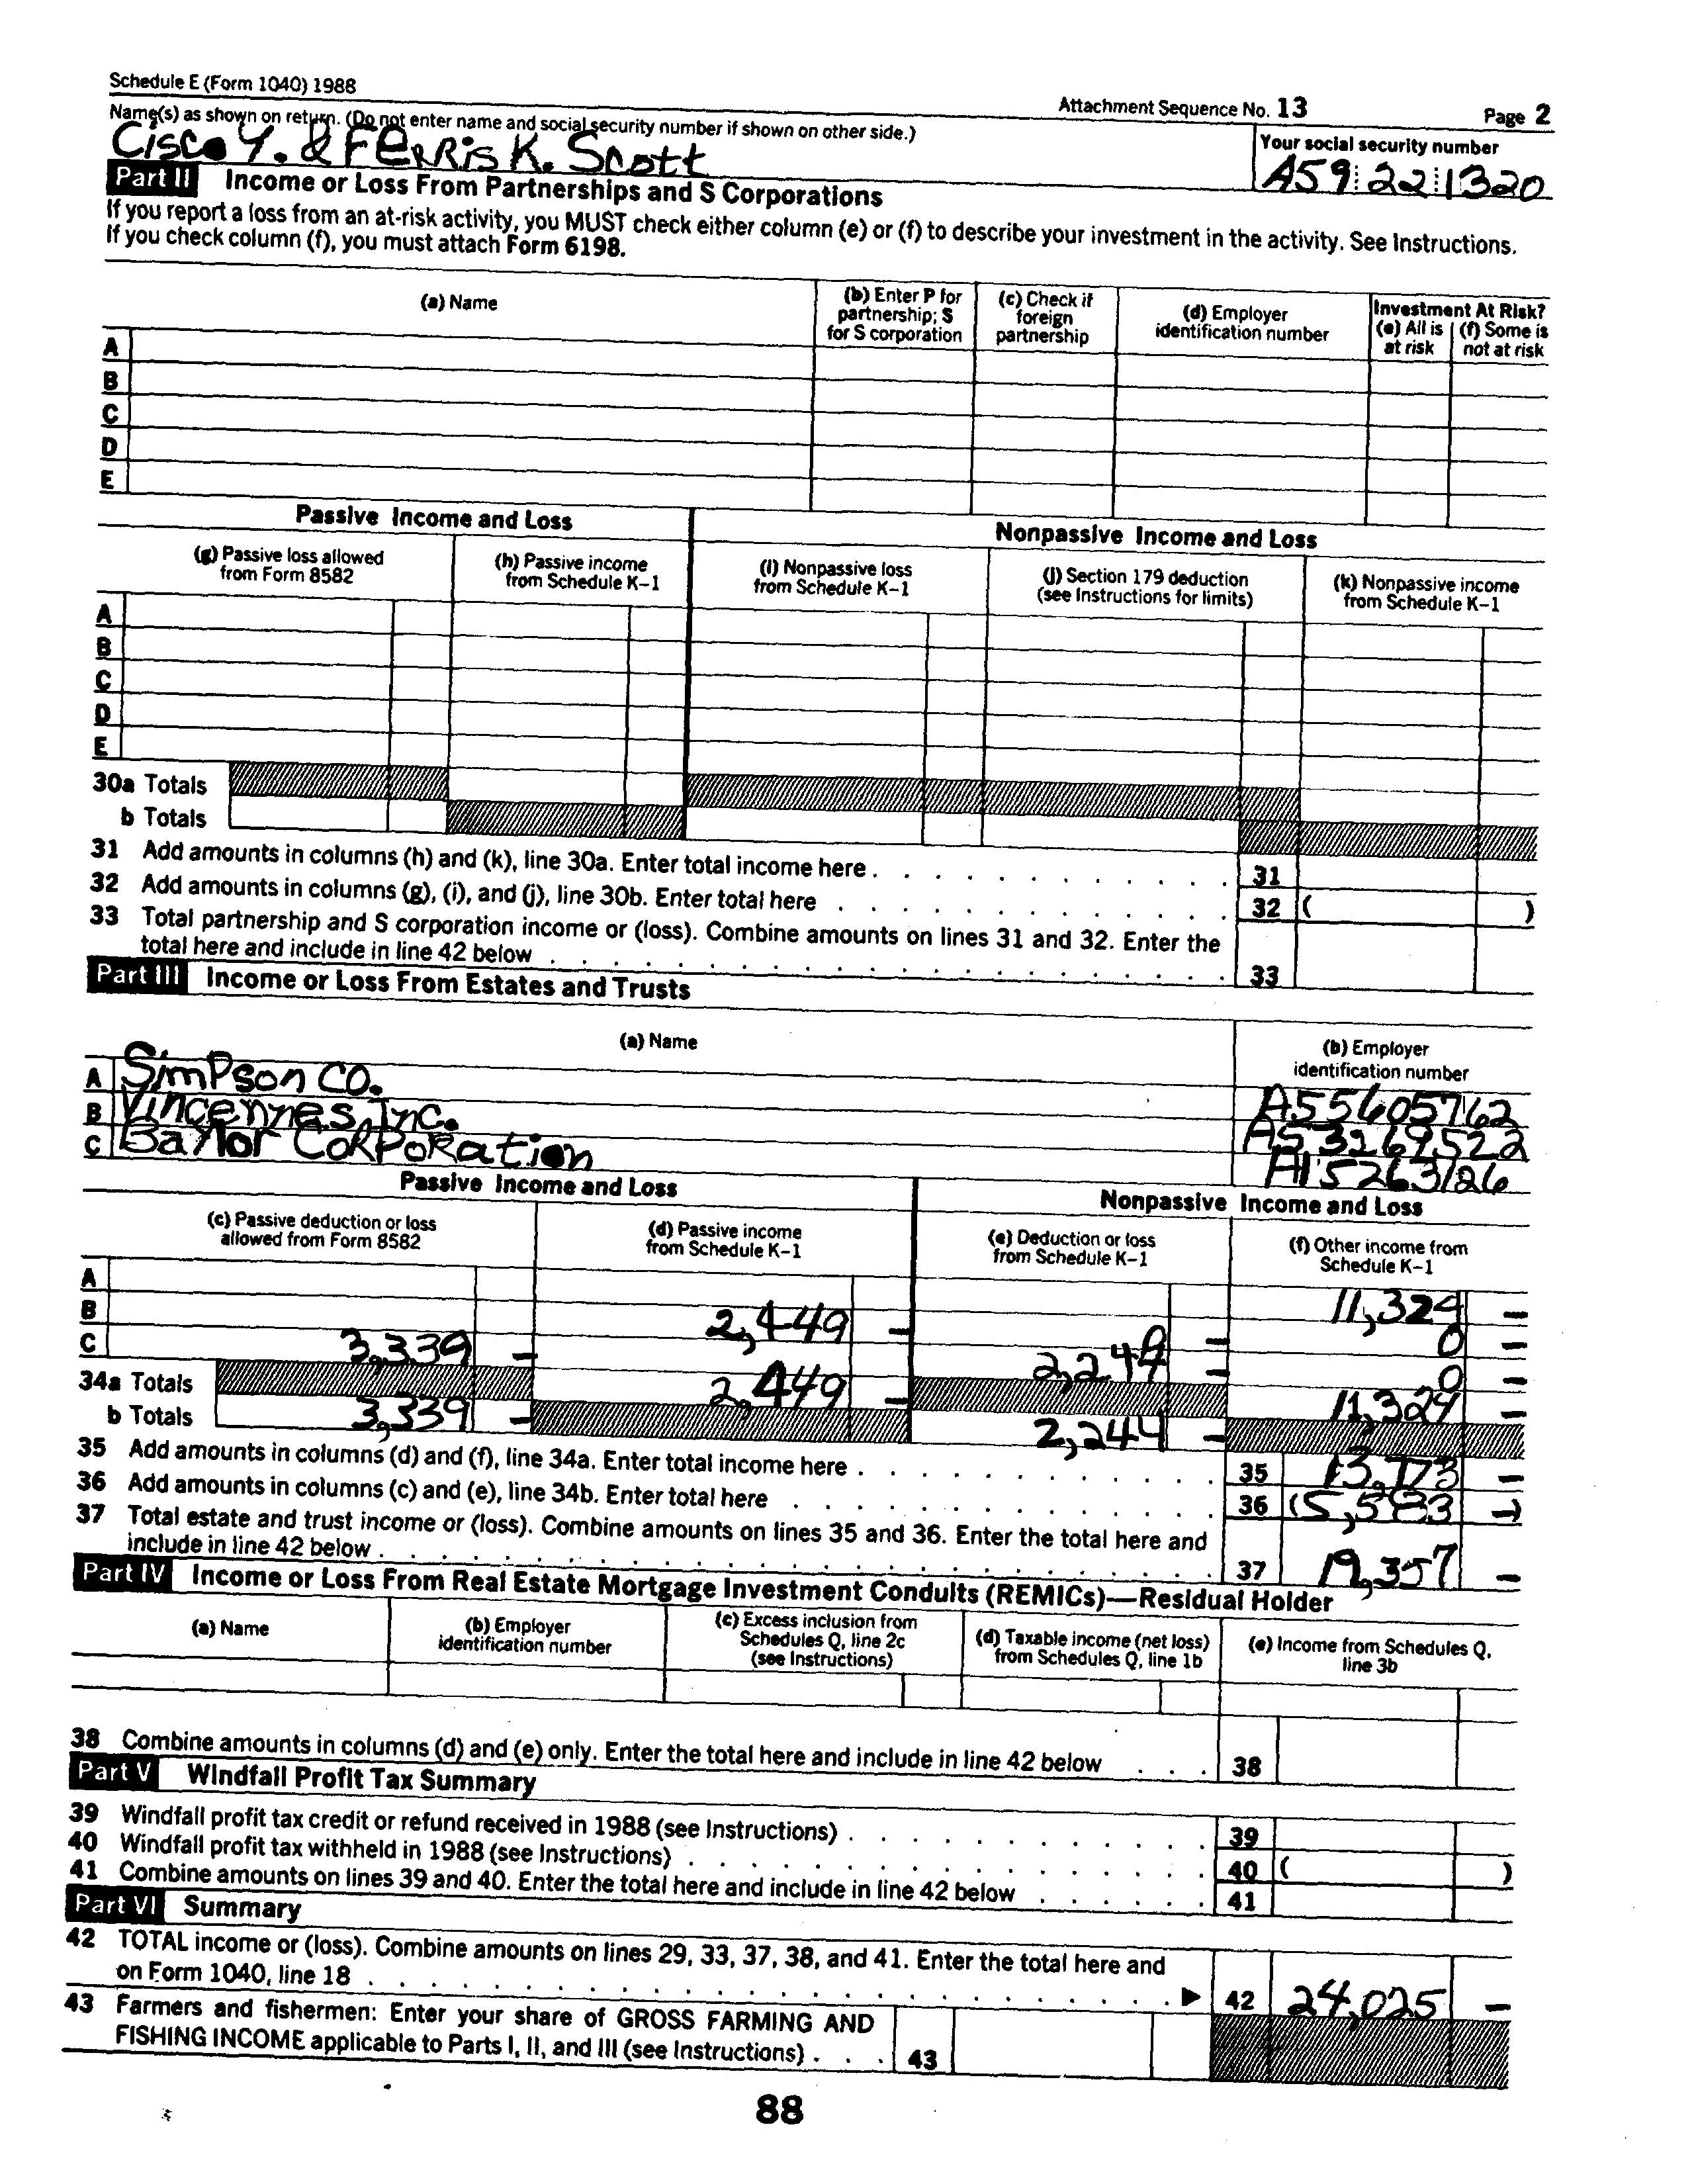 Schedule E (Form 1040) 1988
Attachment Sequence No. 13 Page 2
Name(s) as shown on return. (Do not enter name and social security number if shown on other side.)
Your social security number
Cisco Y. & FERRis K. Scott
A59 22 1320
Part II Income or Loss From Partnerships and S Corporations
If you report a loss from an at-risk activity, you MUST check either column (e) or (f) to describe your investment in the activity. See Instructions.
If you check column (f), you must attach Form 6198.
(a) Name
(b) Enter P for partnership; S for S corporation
(c) Check if foreign partnership
(d) Employer identification number
Investment At Risk?
(e) All is at risk
(f) Some is not at risk
A
B
C
D
E
Passive Income and Loss
Nonpassive Income and Loss
(g) Passive loss allowed from Form 8582
(h) Passive income from Schedule K–1
(i) Nonpassive loss from Schedule K–1
(j) Section 179 deduction (see Instructions for limits)
(k) Nonpassive income from Schedule K–1
A
B
C
D
E
30a Totals
b Totals
31 Add amounts in columns (h) and (k), line 30a. Enter total income here . . . 31
32 Add amounts in columns (g), (i), and (j), line 30b. Enter total here . . . 32 ( )
33 Total partnership and S corporation income or (loss). Combine amounts on lines 31 and 32. Enter the
total here and include in line 42 below . . . 33
Part III Income or Loss From Estates and Trusts
(a) Name
(b) Employer identification number
A SimPson CO. A55605762
B Vincennes Inc. A53269522
C Baylor CoRPoRation A15263126
Passive Income and Loss
Nonpassive Income and Loss
(c) Passive deduction or loss allowed from Form 8582
(d) Passive income from Schedule K–1
(e) Deduction or loss from Schedule K–1
(f) Other income from Schedule K–1
A 11,324 –
B 2,449 – 0 – 0 –
C 3,339 – 2,244 – 0 –
34a Totals 2,449 – 11,324 –
b Totals 3,339 – 2,244 –
35 Add amounts in columns (d) and (f), line 34a. Enter total income here . . . 35 13,773 –
36 Add amounts in columns (c) and (e), line 34b. Enter total here . . . 36 (5,583 –)
37 Total estate and trust income or (loss). Combine amounts on lines 35 and 36. Enter the total here and
include in line 42 below . . . 37 19,357 –
Part IV Income or Loss From Real Estate Mortgage Investment Conduits (REMICs)—Residual Holder
(a) Name
(b) Employer identification number
(c) Excess inclusion from Schedules Q, line 2c (see Instructions)
(d) Taxable income (net loss) from Schedules Q, line 1b
(e) Income from Schedules Q, line 3b
38 Combine amounts in columns (d) and (e) only. Enter the total here and include in line 42 below . . . 38
Part V Windfall Profit Tax Summary
39 Windfall profit tax credit or refund received in 1988 (see Instructions) . . . 39
40 Windfall profit tax withheld in 1988 (see Instructions) . . . 40 ( )
41 Combine amounts on lines 39 and 40. Enter the total here and include in line 42 below . . . 41
Part VI Summary
42 TOTAL income or (loss). Combine amounts on lines 29, 33, 37, 38, and 41. Enter the total here and
on Form 1040, line 18 . . . ▶ 42 24,025 –
43 Farmers and fishermen: Enter your share of GROSS FARMING AND
FISHING INCOME applicable to Parts I, II, and III (see Instructions) . . . 43
88